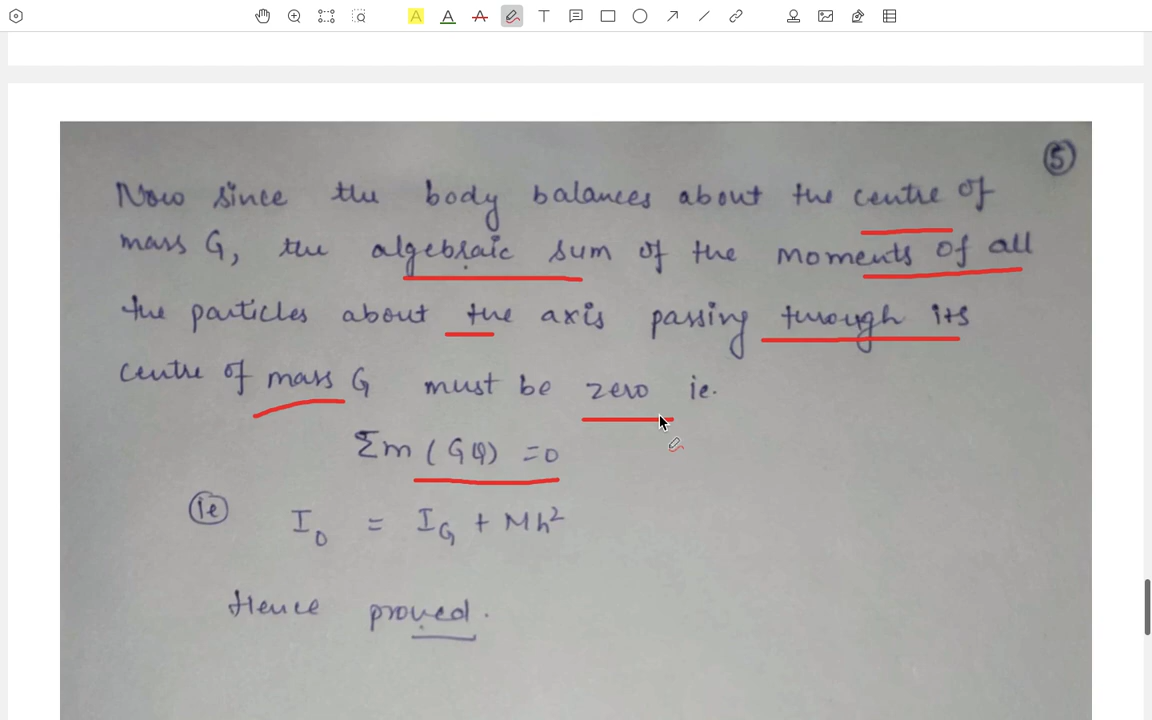 ⑤
Now since the body balances about the centre of
mass G, the algebraic sum of the moments of all
the particles about the axis passing through its
centre of mass G must be zero ie.
Σm (GQ) = 0
ie I₀ = I_G + Mh²
Hence proved.